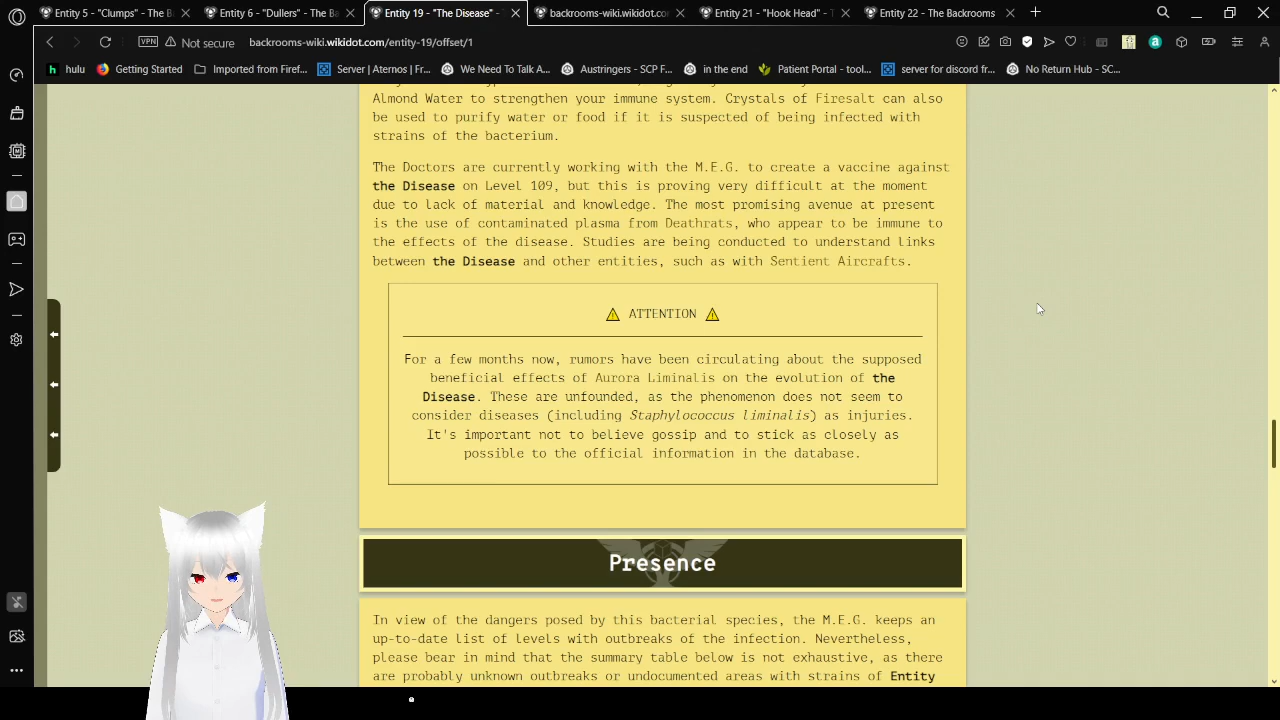 Entity 5 - "Clumps" - The B
Entity 6 - "Dullers" - The Ba
Entity 19 - "The Disease" -
backrooms-wiki.wikidot.co
Entity 21 - "Hook Head" - T
Entity 22 - The Backrooms
VPN
Not secure
backrooms-wiki.wikidot.com/entity-19/offset/1
hulu
Getting Started
Imported from Firef...
Server | Aternos | Fr...
We Need To Talk A...
Austringers - SCP F...
in the end
Patient Portal - tool...
server for discord fr...
No Return Hub - SC...
Almond Water to strengthen your immune system. Crystals of Firesalt can also
be used to purify water or food if it is suspected of being infected with
strains of the bacterium.
The Doctors are currently working with the M.E.G. to create a vaccine against
the Disease on Level 109, but this is proving very difficult at the moment
due to lack of material and knowledge. The most promising avenue at present
is the use of contaminated plasma from Deathrats, who appear to be immune to
the effects of the disease. Studies are being conducted to understand links
between the Disease and other entities, such as with Sentient Aircrafts.
ATTENTION
For a few months now, rumors have been circulating about the supposed
beneficial effects of Aurora Liminalis on the evolution of the
Disease. These are unfounded, as the phenomenon does not seem to
consider diseases (including Staphylococcus liminalis) as injuries.
It's important not to believe gossip and to stick as closely as
possible to the official information in the database.
Presence
In view of the dangers posed by this bacterial species, the M.E.G. keeps an
up-to-date list of levels with outbreaks of the infection. Nevertheless,
please bear in mind that the summary table below is not exhaustive, as there
are probably unknown outbreaks or undocumented areas with strains of Entity